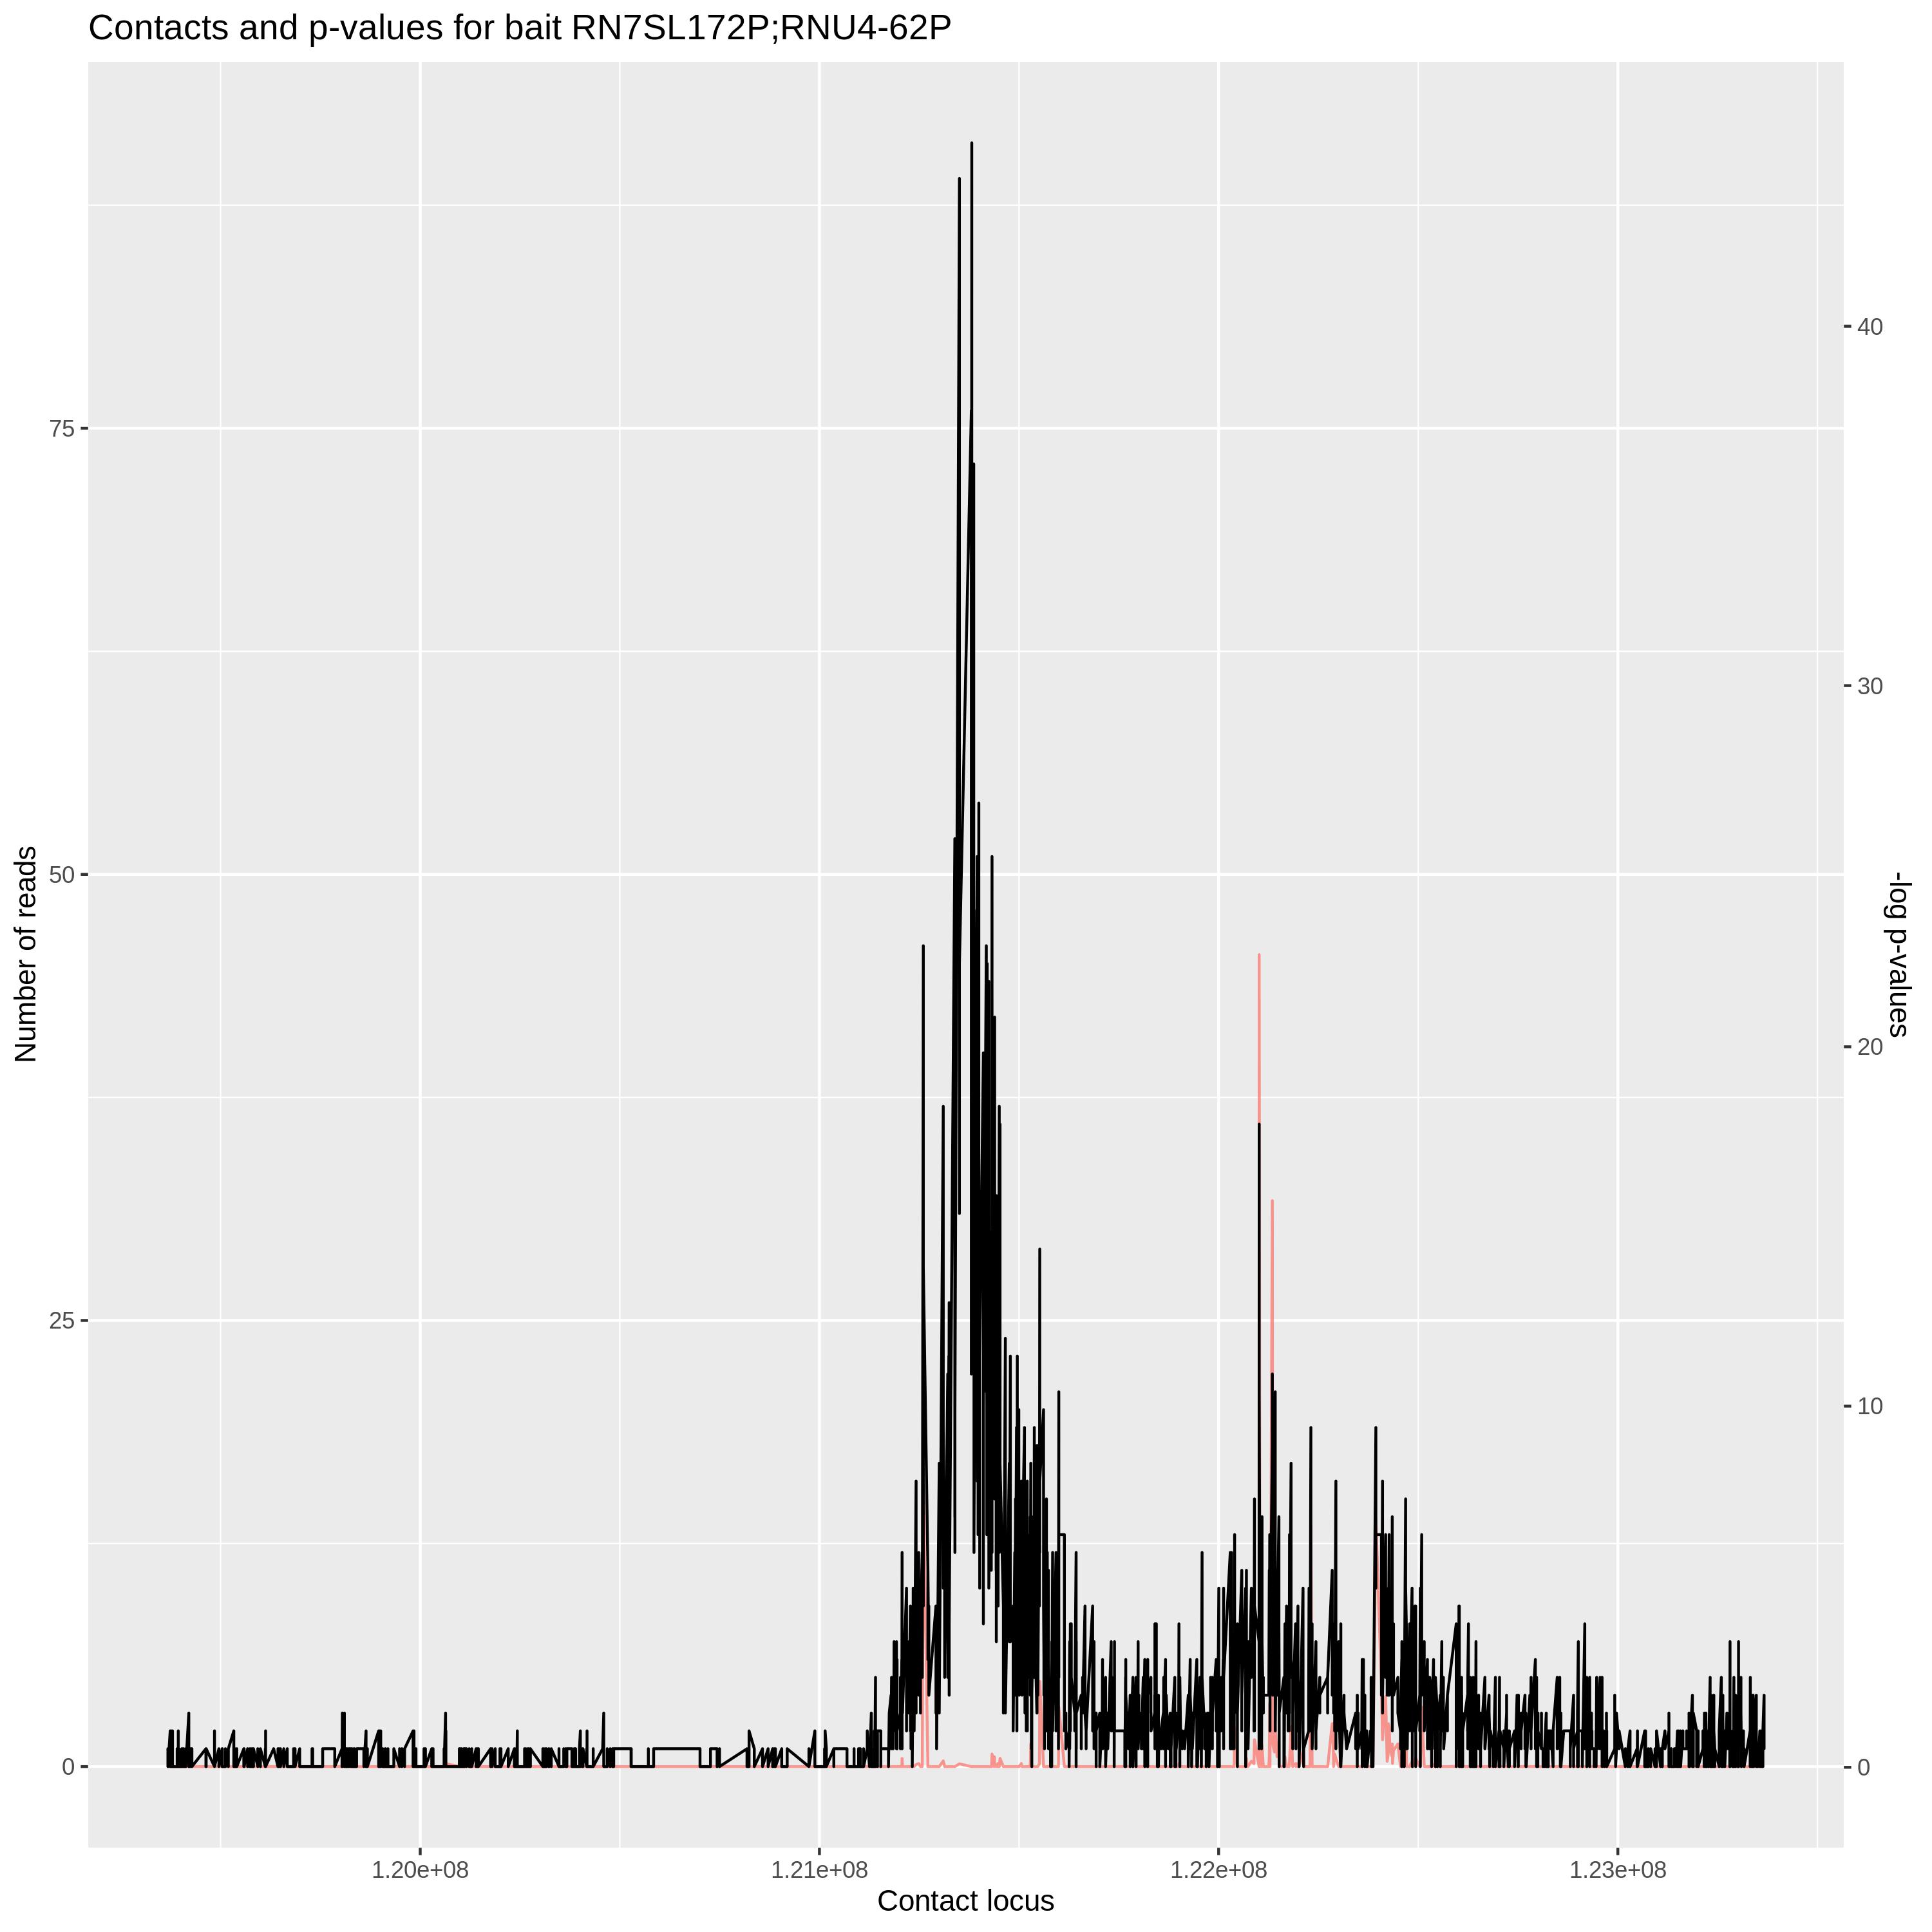 Contacts and p-values for bait RN7SL172P;RNU4-62P
75
50
25
0
Number of reads
40
30
20
10
0
-log p-values
1.20e+08
1.21e+08
1.22e+08
1.23e+08
Contact locus